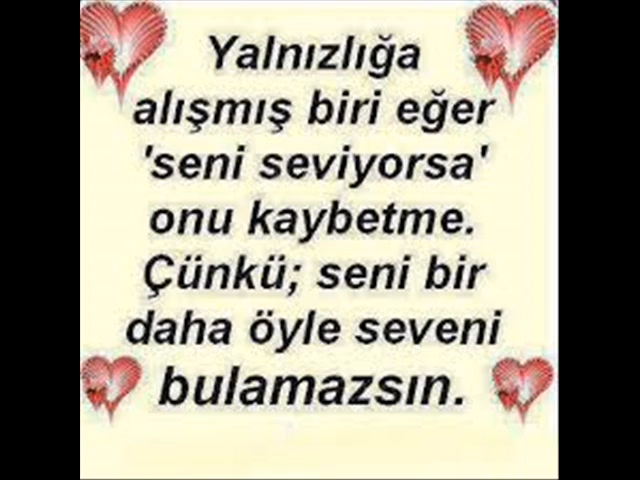 Yalnızlığa
alışmış biri eğer
'seni seviyorsa'
onu kaybetme.
Çünkü; seni bir
daha öyle seveni
bulamazsın.